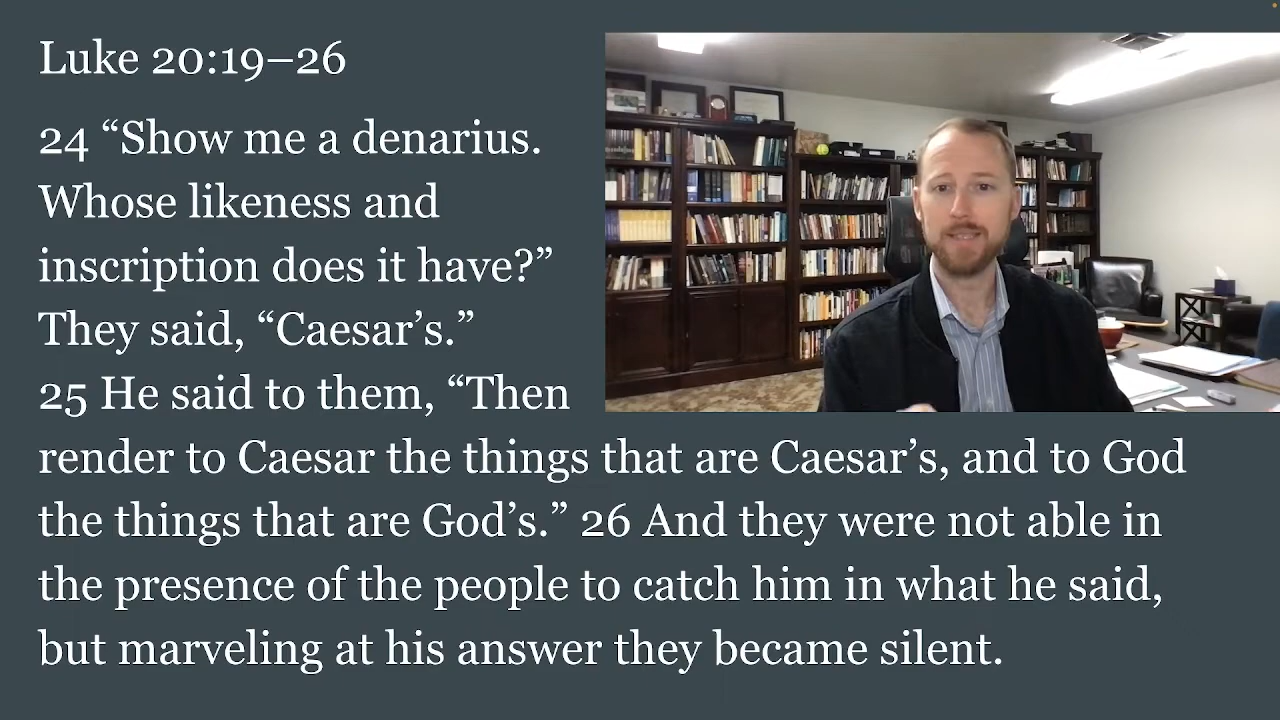 Luke 20:19–26
24 “Show me a denarius.
Whose likeness and
inscription does it have?”
They said, “Caesar’s.”
25 He said to them, “Then
render to Caesar the things that are Caesar’s, and to God
the things that are God’s.” 26 And they were not able in
the presence of the people to catch him in what he said,
but marveling at his answer they became silent.